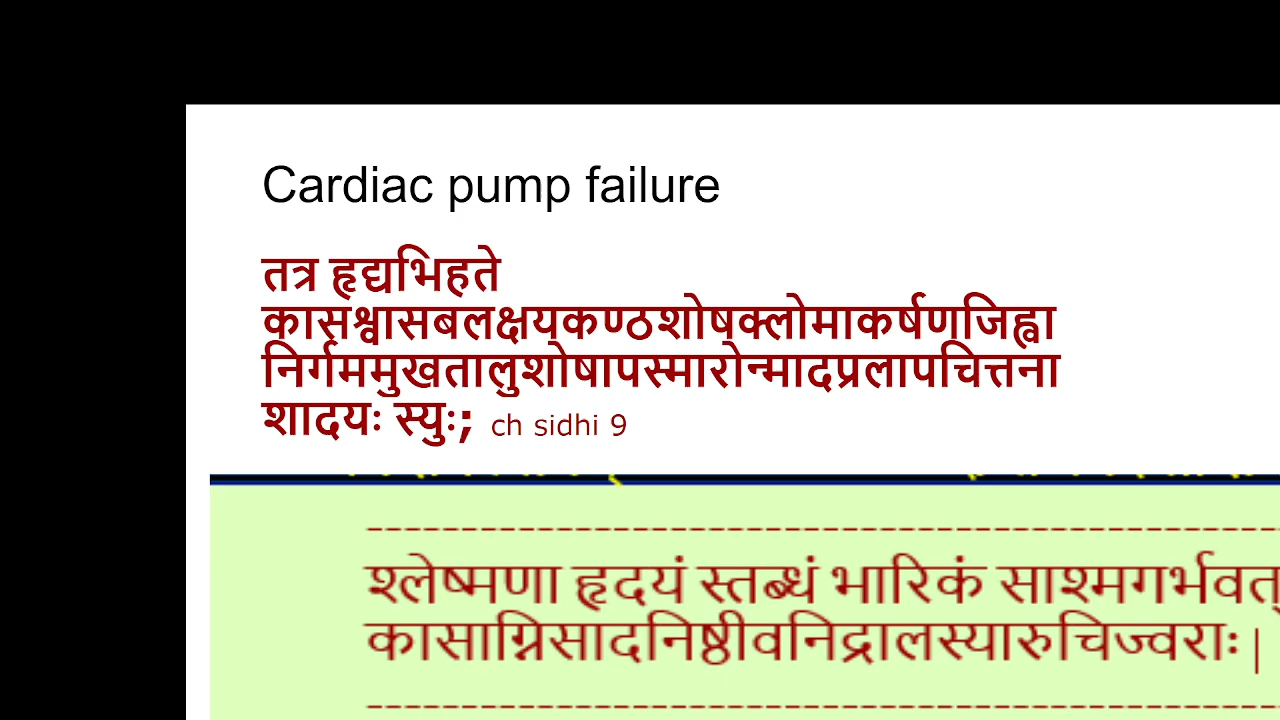 Cardiac pump failure
तत्र हृद्यभिहते
कासश्वासबलक्षयकण्ठशोषक्लोमाकर्षणजिह्वा
निर्गममुखतालुशोषापस्मारोन्मादप्रलापचित्तना
शादयः स्युः; ch sidhi 9
श्लेष्मणा हृदयं स्तब्धं भारिकं साश्मगर्भवत्
कासाग्निसादनिष्ठीवनिद्रालस्यारुचिज्वराः |